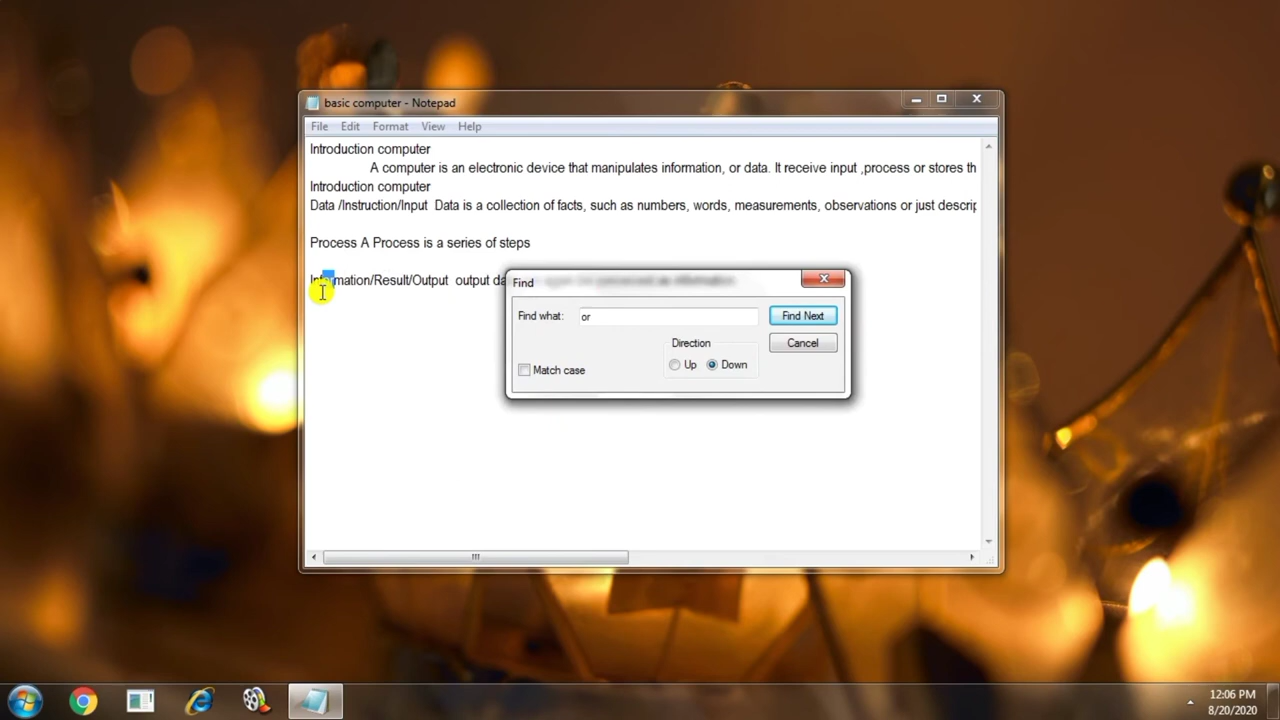 basic computer - Notepad
File Edit Format View Help
Introduction computer
A computer is an electronic device that manipulates information, or data. It receive input ,process or stores th
Introduction computer
Data /Instruction/Input Data is a collection of facts, such as numbers, words, measurements, observations or just descrip
Process A Process is a series of steps
Information/Result/Output output da
Find
Find what: or
Find Next
Direction
Cancel
Up Down
Match case
12:06 PM
8/20/2020